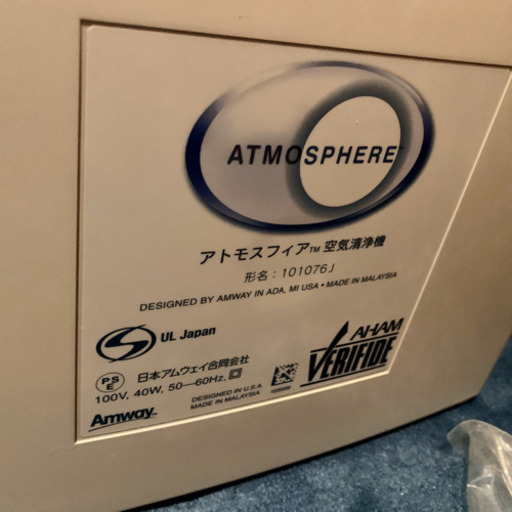 ATMOSPHERE
アトモスフィア™ 空気清浄機
形名：101076J
DESIGNED BY AMWAY IN ADA, MI USA • MADE IN MALAYSIA
UL Japan
AHAM
VERIFIDE
PS
E
日本アムウェイ合同会社
100V, 40W, 50—60Hz,
DESIGNED IN U.S.A
MADE IN MALAYSIA
Amway